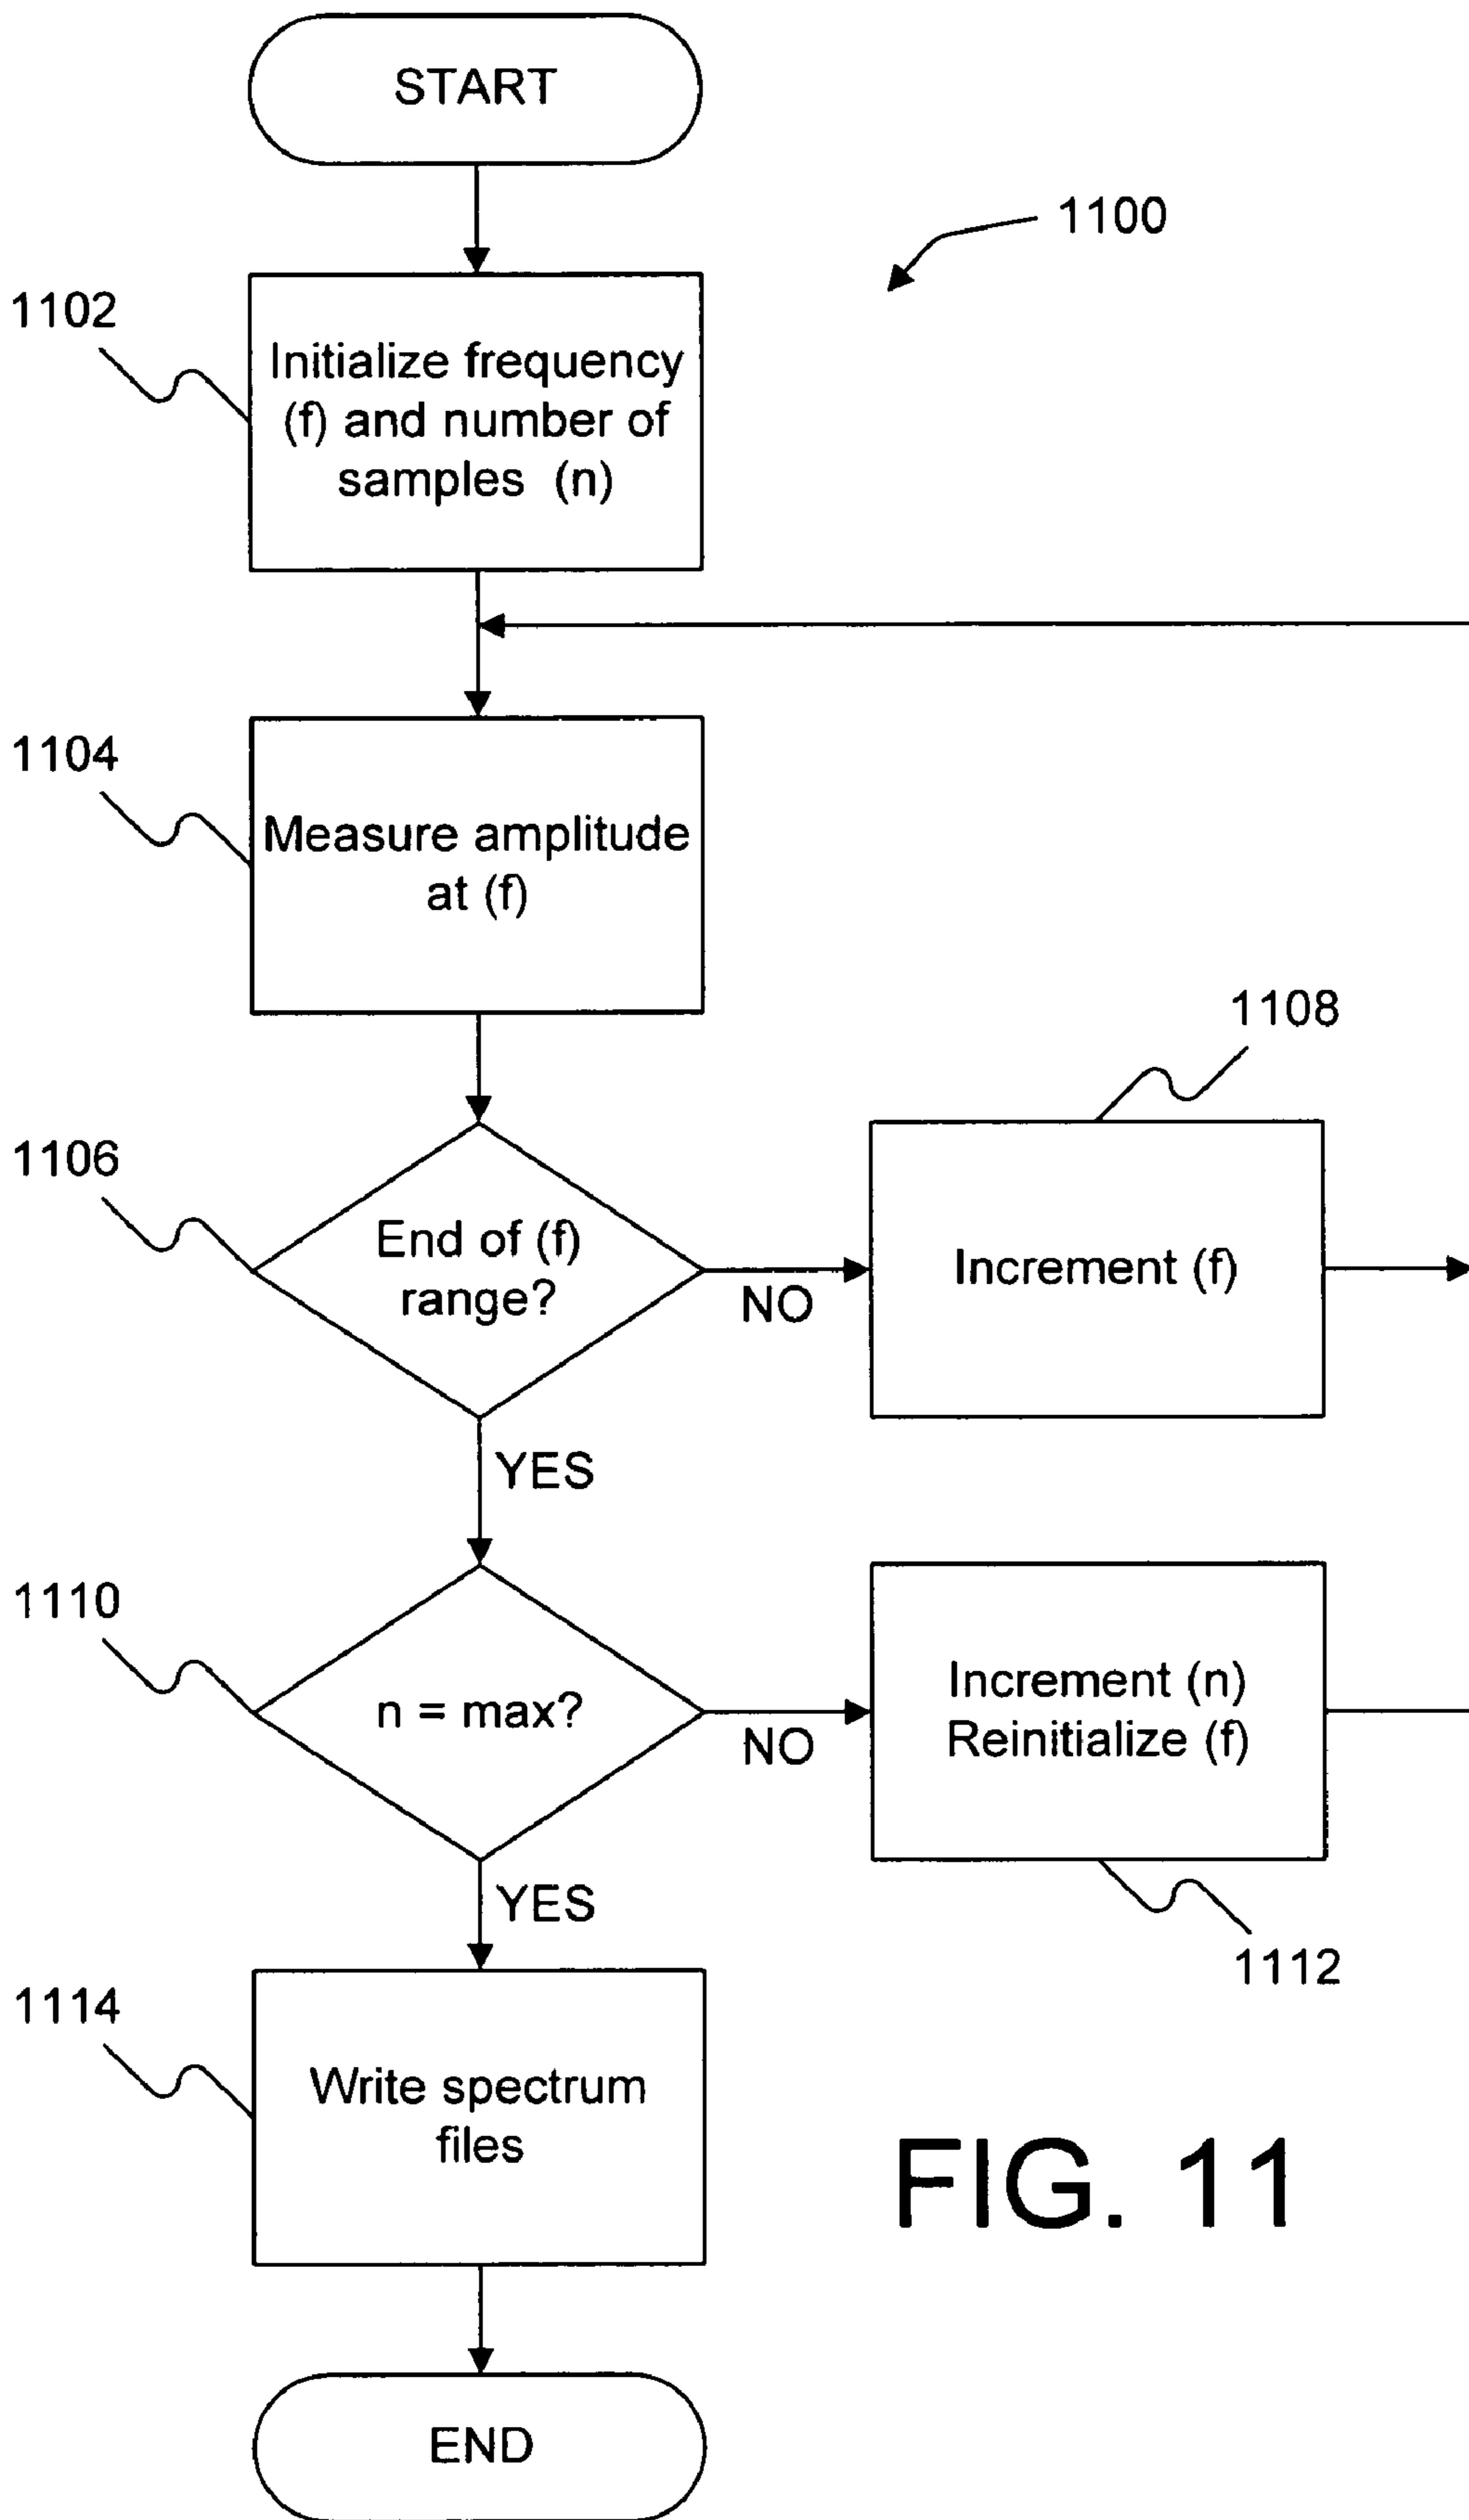 START
1100
1102
Initialize frequency
(f) and number of
samples (n)
1104
Measure amplitude
at (f)
1108
1106
End of (f)
range?
NO
Increment (f)
YES
1110
n = max?
NO
Increment (n)
Reinitialize (f)
YES
1112
1114
Write spectrum
files
FIG. 11
END